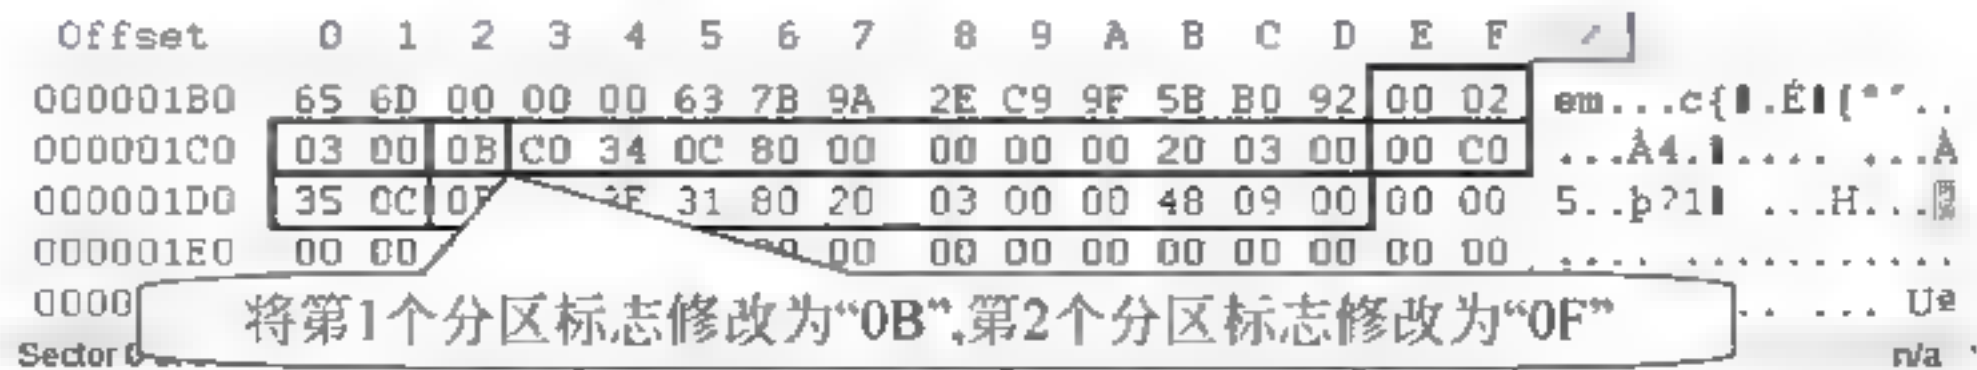 Offset 0 1 2 3 4 5 6 7 8 9 A B C D E F
000001B0 65 6D 00 00 00 63 7B 9A 2E C9 9F 5B B0 92 00 02 em...c{.É
000001C0 03 00 0B C0 34 0C 80 00 00 00 00 20 03 00 00 C0 ...À4......... ...À
000001D0 35 0C 31 80 20 03 00 00 48 09 00 00 00 5..þ?1 ...H...
000001E0 00 00 00 00 00 00 00 00 00 00 00
0000
将第1个分区标志修改为“0B”,第2个分区标志修改为“0F”
Sector 0 n/a